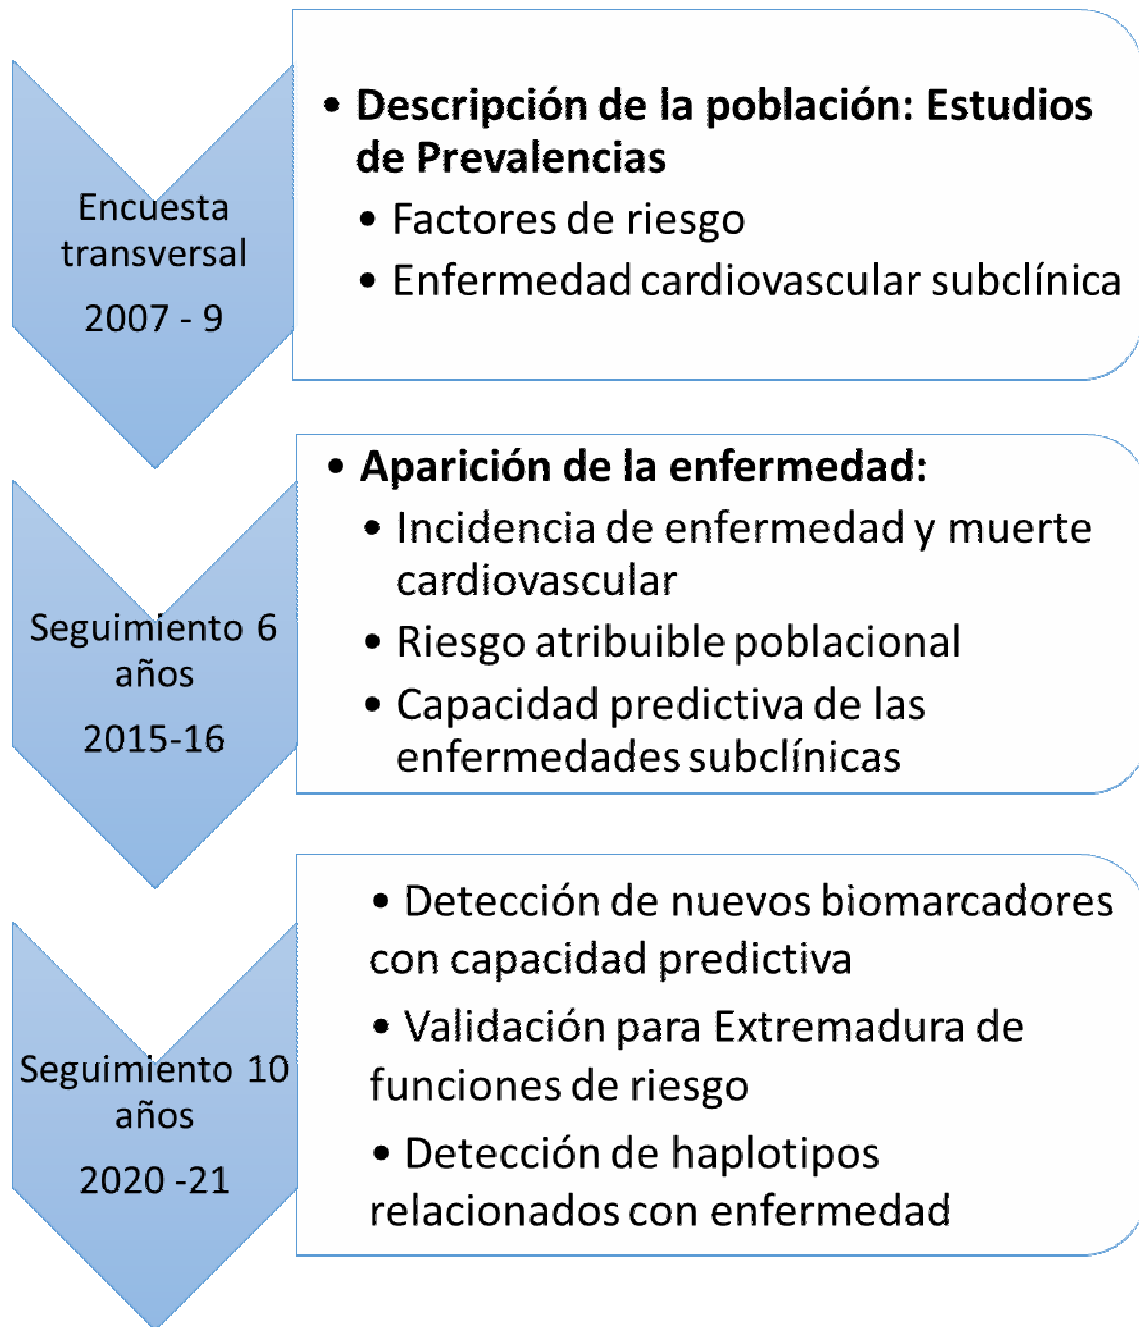 Encuesta
transversal
2007 - 9
• Descripción de la población: Estudios
de Prevalencias
• Factores de riesgo
• Enfermedad cardiovascular subclínica
Seguimiento 6
años
2015-16
• Aparición de la enfermedad:
• Incidencia de enfermedad y muerte
cardiovascular
• Riesgo atribuible poblacional
• Capacidad predictiva de las
enfermedades subclínicas
Seguimiento 10
años
2020 -21
• Detección de nuevos biomarcadores
con capacidad predictiva
• Validación para Extremadura de
funciones de riesgo
• Detección de haplotipos
relacionados con enfermedad